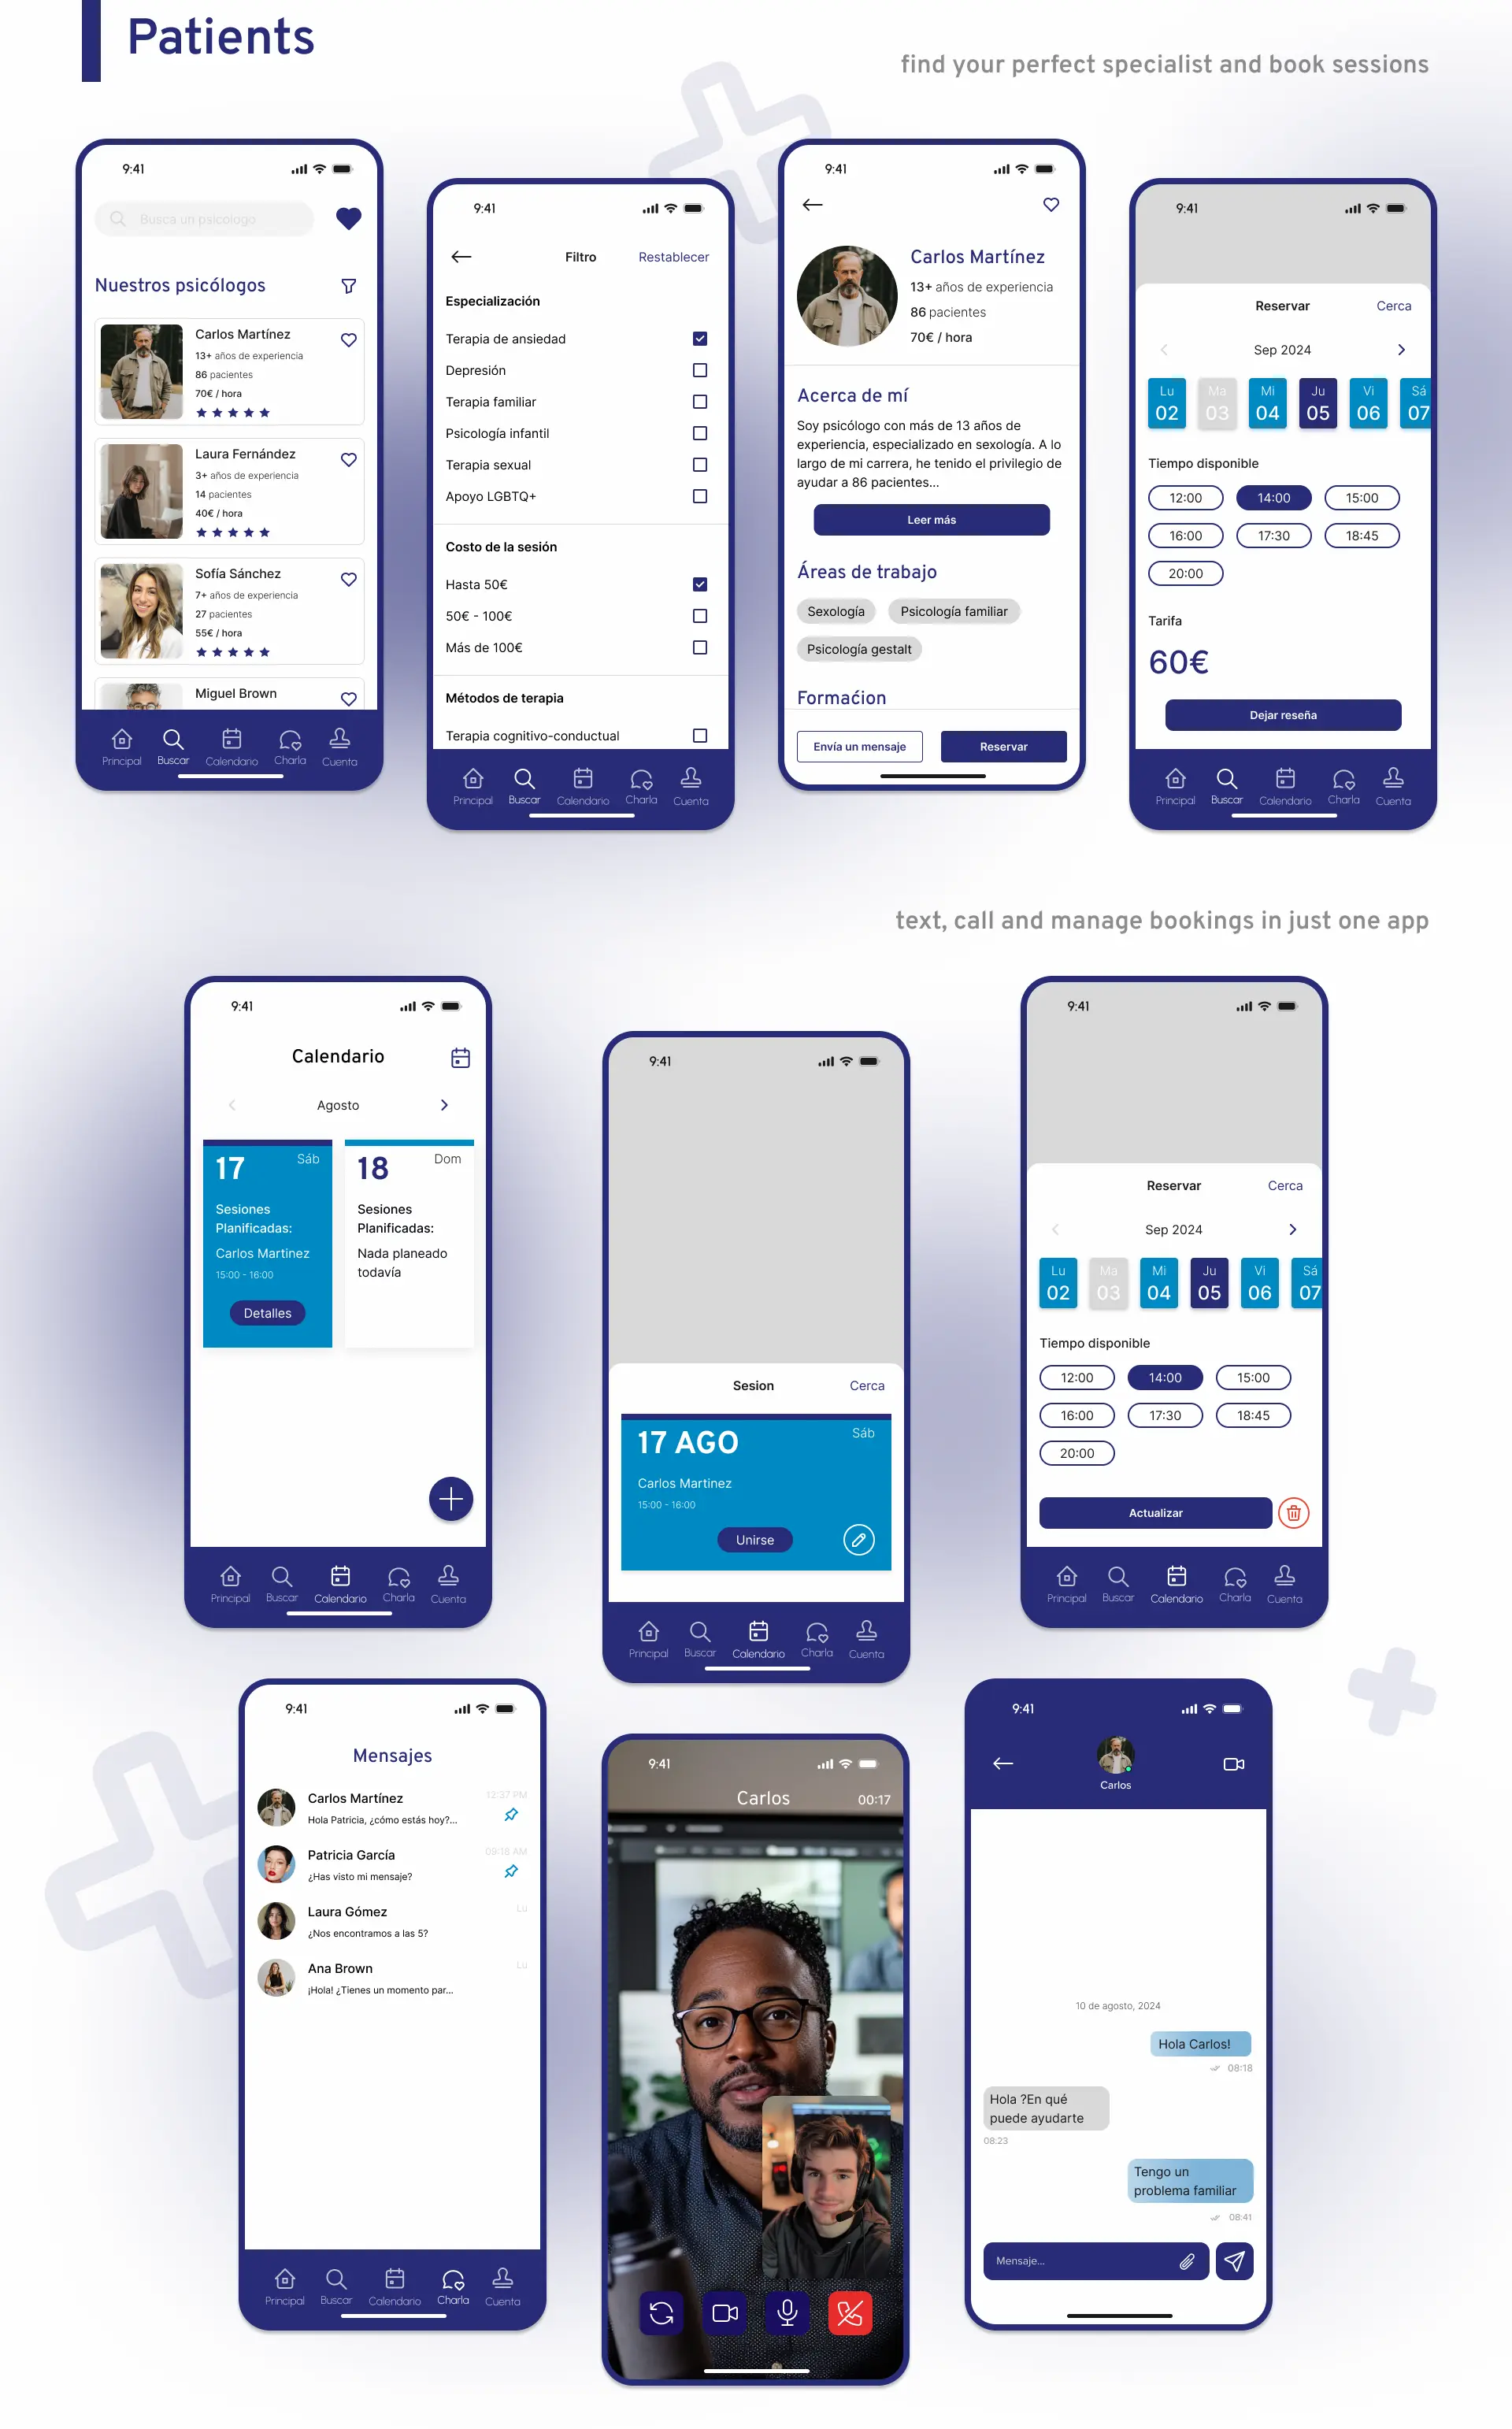 Patients
find your perfect specialist and book sessions
9:41
Busca un psicologo
Nuestros psicólogos
Carlos Martínez
13+ años de experiencia
86 pacientes
70€ / hora
Laura Fernández
3+ años de experiencia
14 pacientes
40€ / hora
Sofía Sánchez
7+ años de experiencia
27 pacientes
55€ / hora
Miguel Brown
Principal Buscar Calendario Charla Cuenta
9:41
Filtro Restablecer
Especialización
Terapia de ansiedad
Depresión
Terapia familiar
Psicología infantil
Terapia sexual
Apoyo LGBTQ+
Costo de la sesión
Hasta 50€
50€ - 100€
Más de 100€
Métodos de terapia
Terapia cognitivo-conductual
Principal Buscar Calendario Charla Cuenta
9:41
Carlos Martínez
13+ años de experiencia
86 pacientes
70€ / hora
Acerca de mí
Soy psicólogo con más de 13 años de
experiencia, especializado en sexología. A lo
largo de mi carrera, he tenido el privilegio de
ayudar a 86 pacientes...
Leer más
Áreas de trabajo
Sexología Psicología familiar
Psicología gestalt
Formaćion
Envía un mensaje Reservar
9:41
Reservar Cerca
Sep 2024
Lu Ma Mi Ju Vi Sá
02 03 04 05 06 07
Tiempo disponible
12:00 14:00 15:00
16:00 17:30 18:45
20:00
Tarifa
60€
Dejar reseña
Principal Buscar Calendario Charla Cuenta
text, call and manage bookings in just one app
9:41
Calendario
Agosto
17 Sáb
Sesiones
Planificadas:
Carlos Martinez
15:00 - 16:00
Detalles
18 Dom
Sesiones
Planificadas:
Nada planeado
todavía
Principal Buscar Calendario Charla Cuenta
9:41
Sesion Cerca
17 AGO Sáb
Carlos Martinez
15:00 - 16:00
Unirse
Principal Buscar Calendario Charla Cuenta
9:41
Reservar Cerca
Sep 2024
Lu Ma Mi Ju Vi Sá
02 03 04 05 06 07
Tiempo disponible
12:00 14:00 15:00
16:00 17:30 18:45
20:00
Actualizar
Principal Buscar Calendario Charla Cuenta
9:41
Mensajes
Carlos Martínez 12:37 PM
Hola Patricia, ¿cómo estás hoy?...
Patricia García 09:18 AM
¿Has visto mi mensaje?
Laura Gómez Lu
¿Nos encontramos a las 5?
Ana Brown Lu
¡Hola! ¿Tienes un momento par...
Principal Buscar Calendario Charla Cuenta
9:41
Carlos 00:17
9:41
Carlos
10 de agosto, 2024
Hola Carlos!
08:18
Hola ?En qué
puede ayudarte
08:23
Tengo un
problema familiar
08:41
Mensaje...